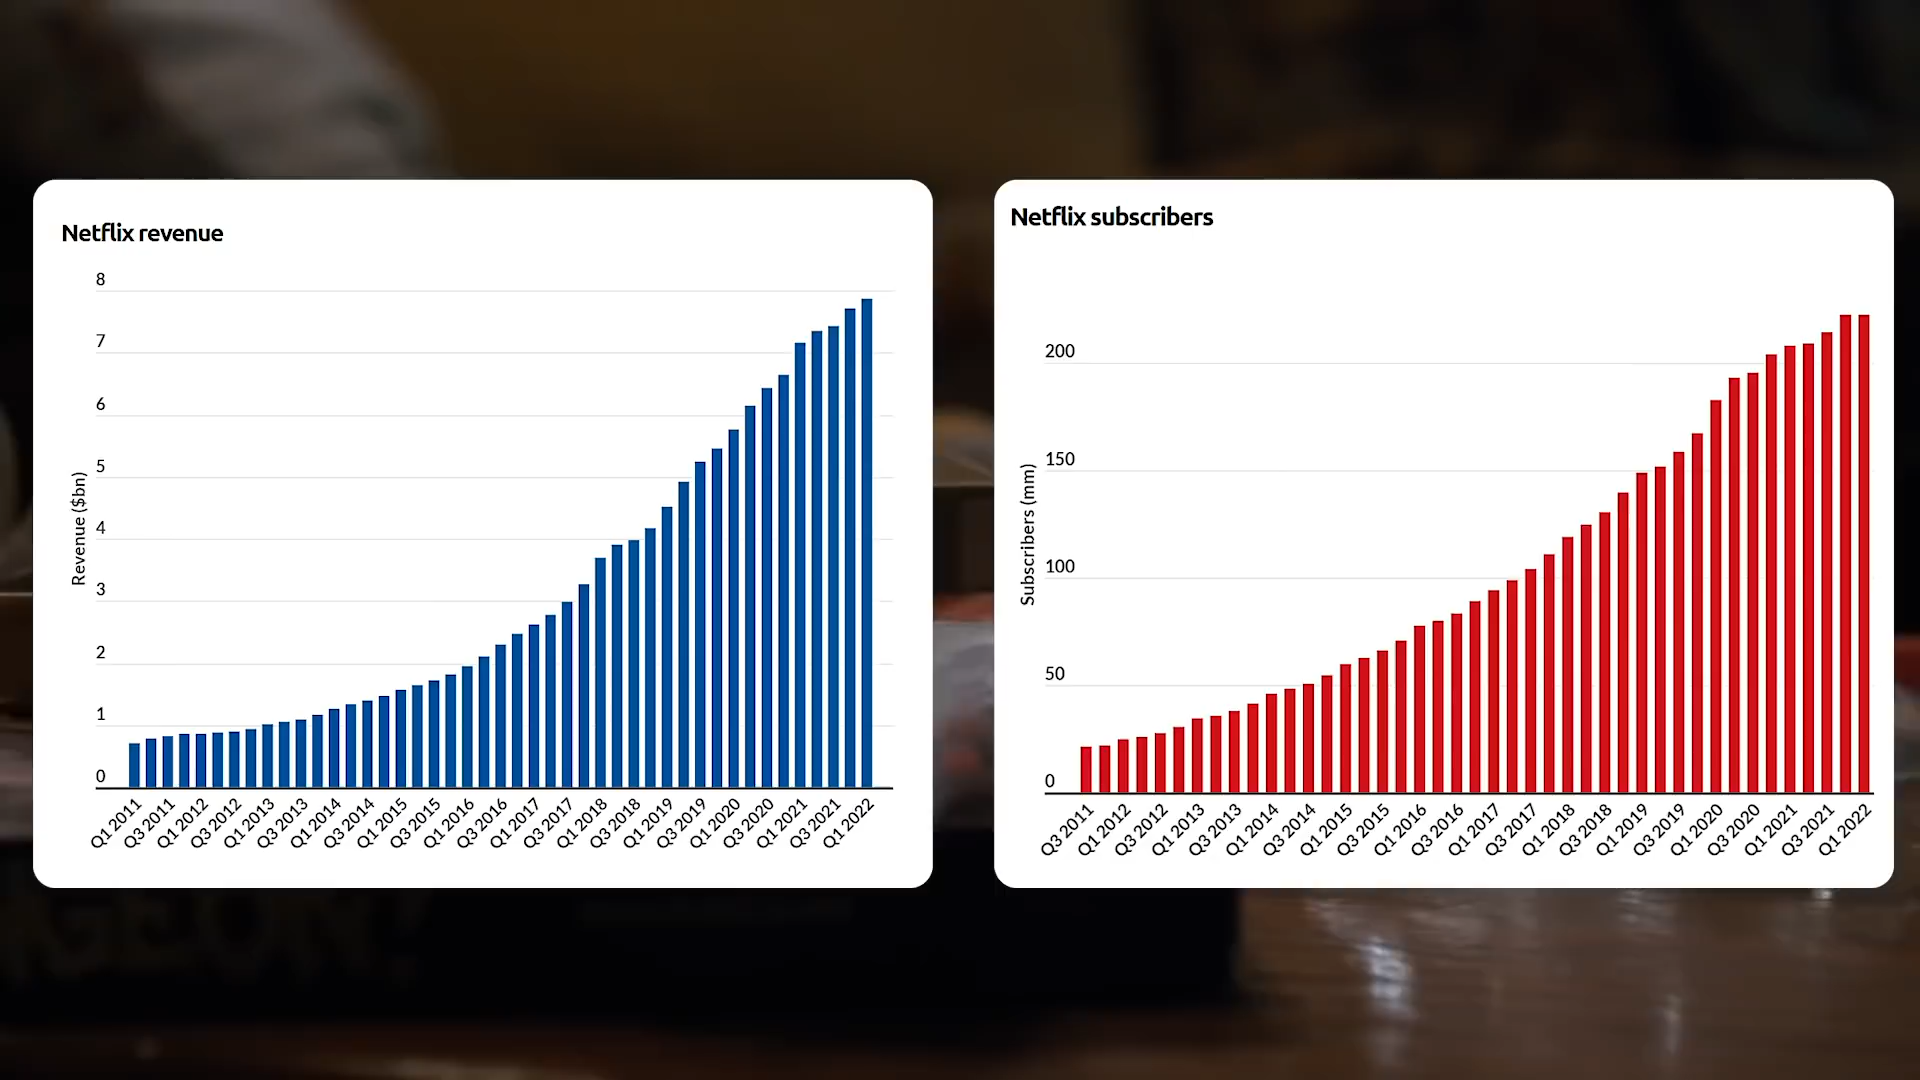 Netflix revenue
8
7
6
5
4
3
2
1
0
Revenue ($bn)
Q1 2011
Q3 2011
Q1 2012
Q3 2012
Q1 2013
Q3 2013
Q1 2014
Q3 2014
Q1 2015
Q3 2015
Q1 2016
Q3 2016
Q1 2017
Q3 2017
Q1 2018
Q3 2018
Q1 2019
Q3 2019
Q1 2020
Q3 2020
Q1 2021
Q3 2021
Q1 2022
Netflix subscribers
200
150
100
50
0
Subscribers (mm)
Q3 2011
Q1 2012
Q3 2012
Q1 2013
Q3 2013
Q1 2014
Q3 2014
Q1 2015
Q3 2015
Q1 2016
Q3 2016
Q1 2017
Q3 2017
Q1 2018
Q3 2018
Q1 2019
Q3 2019
Q1 2020
Q3 2020
Q1 2021
Q3 2021
Q1 2022